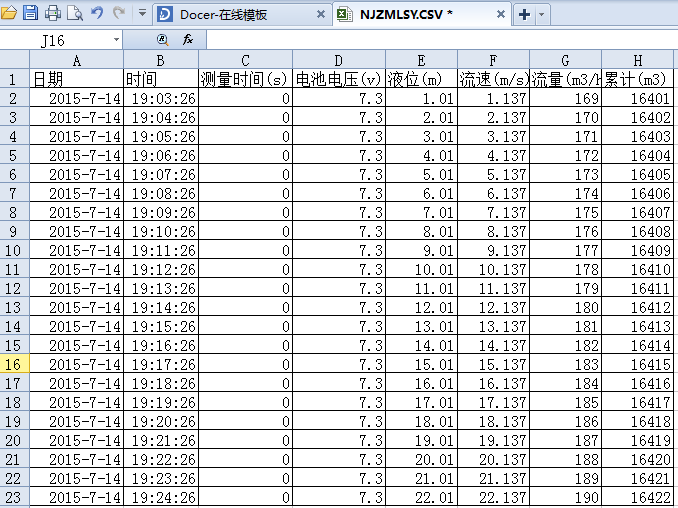 Docer-在线模板 NJZMLSY.CSV *
J16 fx
A B C D E F G H
1 日期 时间 测量时间(s) 电池电压(v) 液位(m) 流速(m/s) 流量(m3/h 累计(m3)
2 2015-7-14 19:03:26 0 7.3 1.01 1.137 169 16401
3 2015-7-14 19:04:26 0 7.3 2.01 2.137 170 16402
4 2015-7-14 19:05:26 0 7.3 3.01 3.137 171 16403
5 2015-7-14 19:06:26 0 7.3 4.01 4.137 172 16404
6 2015-7-14 19:07:26 0 7.3 5.01 5.137 173 16405
7 2015-7-14 19:08:26 0 7.3 6.01 6.137 174 16406
8 2015-7-14 19:09:26 0 7.3 7.01 7.137 175 16407
9 2015-7-14 19:10:26 0 7.3 8.01 8.137 176 16408
10 2015-7-14 19:11:26 0 7.3 9.01 9.137 177 16409
11 2015-7-14 19:12:26 0 7.3 10.01 10.137 178 16410
12 2015-7-14 19:13:26 0 7.3 11.01 11.137 179 16411
13 2015-7-14 19:14:26 0 7.3 12.01 12.137 180 16412
14 2015-7-14 19:15:26 0 7.3 13.01 13.137 181 16413
15 2015-7-14 19:16:26 0 7.3 14.01 14.137 182 16414
16 2015-7-14 19:17:26 0 7.3 15.01 15.137 183 16415
17 2015-7-14 19:18:26 0 7.3 16.01 16.137 184 16416
18 2015-7-14 19:19:26 0 7.3 17.01 17.137 185 16417
19 2015-7-14 19:20:26 0 7.3 18.01 18.137 186 16418
20 2015-7-14 19:21:26 0 7.3 19.01 19.137 187 16419
21 2015-7-14 19:22:26 0 7.3 20.01 20.137 188 16420
22 2015-7-14 19:23:26 0 7.3 21.01 21.137 189 16421
23 2015-7-14 19:24:26 0 7.3 22.01 22.137 190 16422